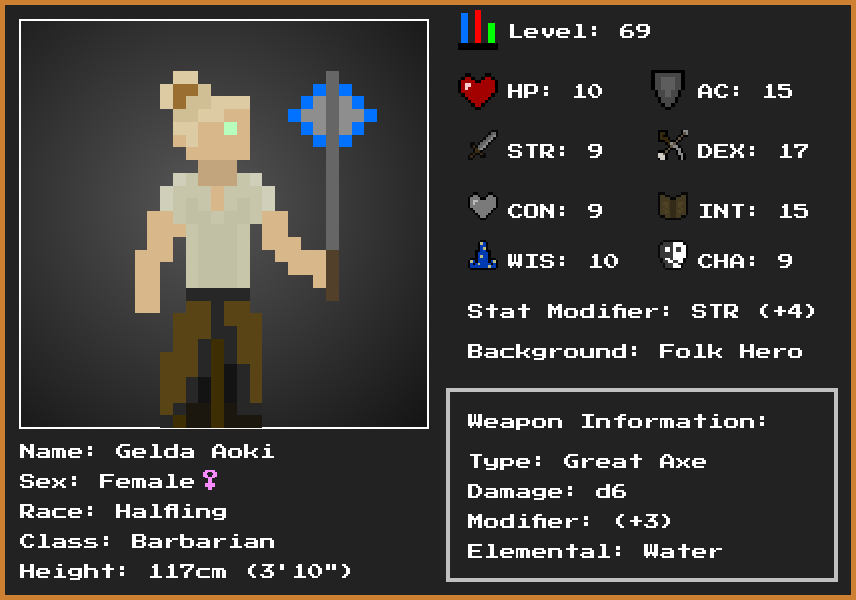 Level: 69
HP: 10 AC: 15
STR: 9 DEX: 17
CON: 9 INT: 15
WIS: 10 CHA: 9
Stat Modifier: STR (+4)
Background: Folk Hero
Weapon Information:
Type: Great Axe
Damage: d6
Modifier: (+3)
Elemental: Water
Name: Gelda Aoki
Sex: Female♀
Race: Halfling
Class: Barbarian
Height: 117cm (3'10")